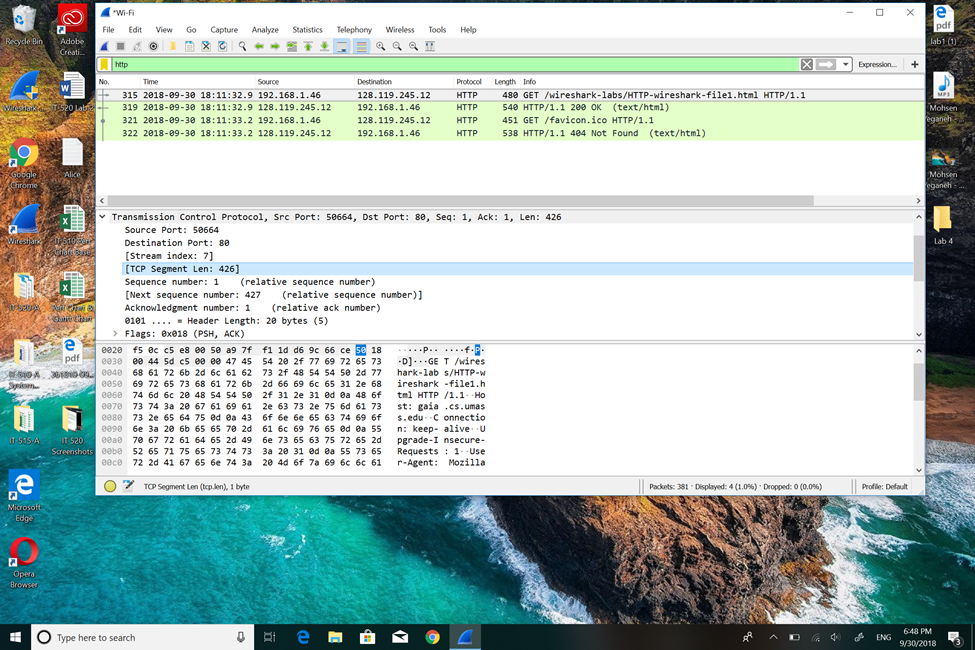 *Wi-Fi
File Edit View Go Capture Analyze Statistics Telephony Wireless Tools Help
http
Expression...
No. Time Source Destination Protocol Length Info
315 2018-09-30 18:11:32.9 192.168.1.46 128.119.245.12 HTTP 480 GET /wireshark-labs/HTTP-wireshark-file1.html HTTP/1.1
319 2018-09-30 18:11:32.9 128.119.245.12 192.168.1.46 HTTP 540 HTTP/1.1 200 OK (text/html)
321 2018-09-30 18:11:33.2 192.168.1.46 128.119.245.12 HTTP 451 GET /favicon.ico HTTP/1.1
322 2018-09-30 18:11:33.2 128.119.245.12 192.168.1.46 HTTP 538 HTTP/1.1 404 Not Found (text/html)
Transmission Control Protocol, Src Port: 50664, Dst Port: 80, Seq: 1, Ack: 1, Len: 426
Source Port: 50664
Destination Port: 80
[Stream index: 7]
[TCP Segment Len: 426]
Sequence number: 1 (relative sequence number)
[Next sequence number: 427 (relative sequence number)]
Acknowledgment number: 1 (relative ack number)
0101 .... = Header Length: 20 bytes (5)
Flags: 0x018 (PSH, ACK)
0020 f5 0c c5 e8 00 50 a9 7f f1 1d d6 9c 66 ce 50 18 ·····P·· ····f·P·
0030 00 44 5d c5 00 00 47 45 54 20 2f 77 69 72 65 73 ·D]···GE T /wires
0040 68 61 72 6b 2d 6c 61 62 73 2f 48 54 54 50 2d 77 hark-lab s/HTTP-w
0050 69 72 65 73 68 61 72 6b 2d 66 69 6c 65 31 2e 68 ireshark -file1.h
0060 74 6d 6c 20 48 54 54 50 2f 31 2e 31 0d 0a 48 6f tml HTTP /1.1··Ho
0070 73 74 3a 20 67 61 69 61 2e 63 73 2e 75 6d 61 73 st: gaia .cs.umas
0080 73 2e 65 64 75 0d 0a 43 6f 6e 6e 65 63 74 69 6f s.edu··C onnectio
0090 6e 3a 20 6b 65 65 70 2d 61 6c 69 76 65 0d 0a 55 n: keep- alive··U
00a0 70 67 72 61 64 65 2d 49 6e 73 65 63 75 72 65 2d pgrade-I nsecure-
00b0 52 65 71 75 65 73 74 73 3a 20 31 0d 0a 55 73 65 Requests : 1··Use
00c0 72 2d 41 67 65 6e 74 3a 20 4d 6f 7a 69 6c 6c 61 r-Agent: Mozilla
TCP Segment Len (tcp.len), 1 byte
Packets: 381 · Displayed: 4 (1.0%) · Dropped: 0 (0.0%)
Profile: Default
Recycle Bin
Adobe
Creati...
Wireshark
IT-520 Lab
Google
Chrome
Alice
Wireshark
IT 520
Screenshots
IT-515-A
Microsoft
Edge
Opera
Browser
pdf
lab1 (1)
MP3
Mohsen
Mohsen
Lab 4
Type here to search
ENG
6:48 PM
9/30/2018
3